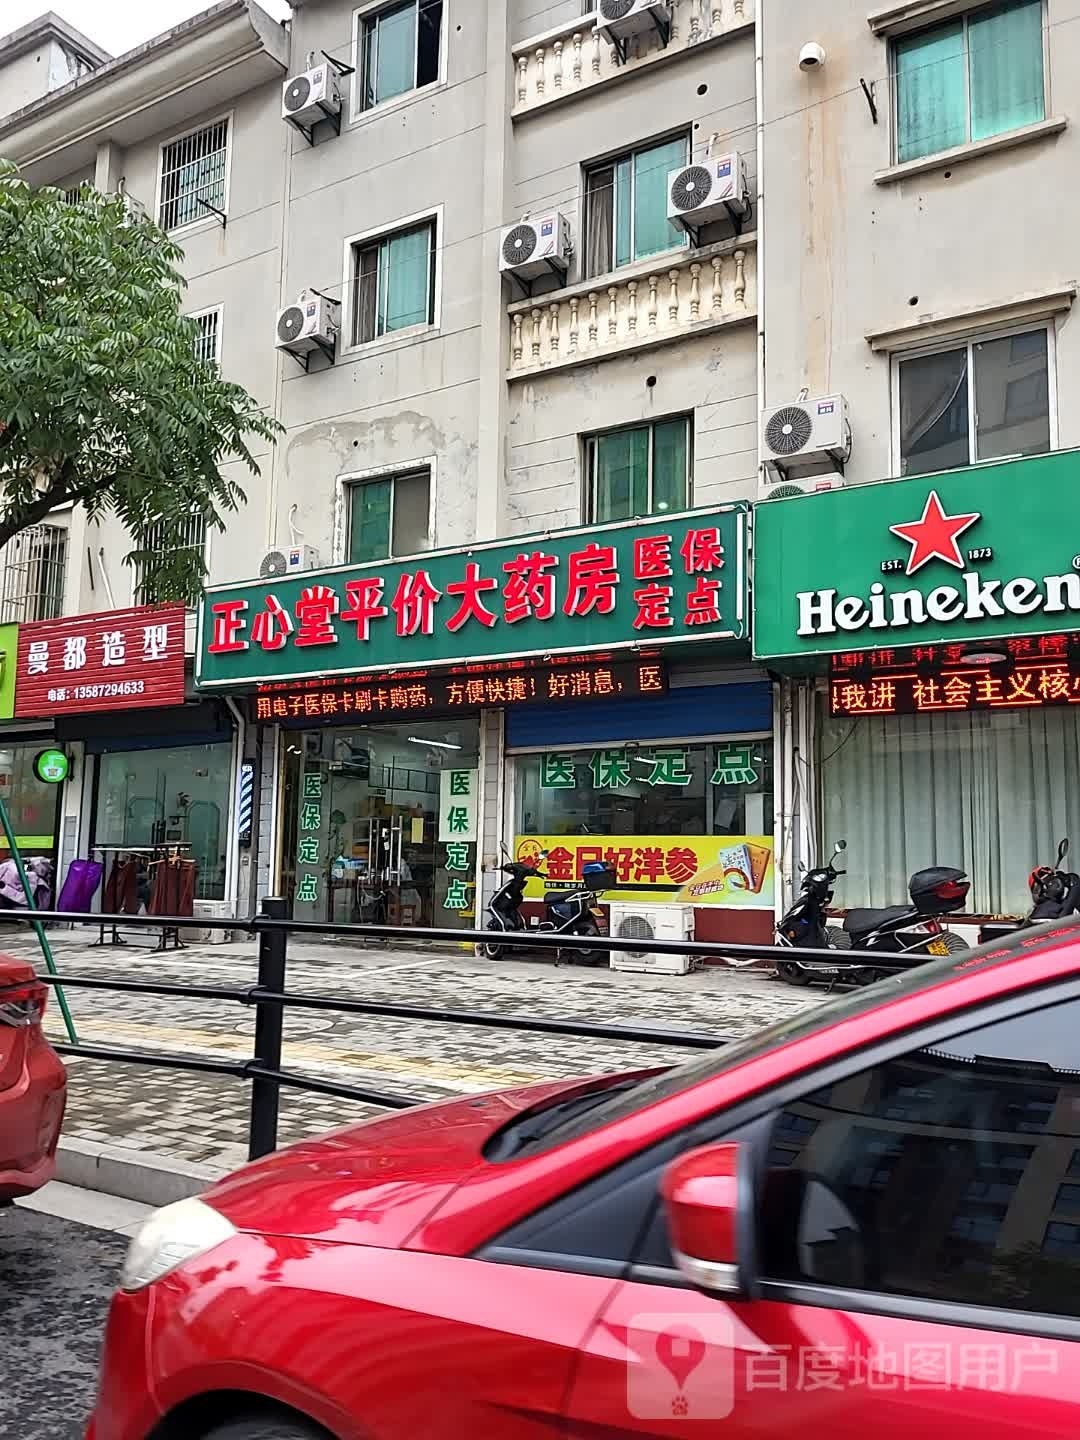 正心堂平价大药房 医保定点
EST. 1873
Heineken
曼都造型
电话：13587294633
用电子医保卡刷卡购药，方便快捷！好消息，医
我讲 社会主义核心
医保定点
医保定点
医保定点
金日好洋参
百度地图用户